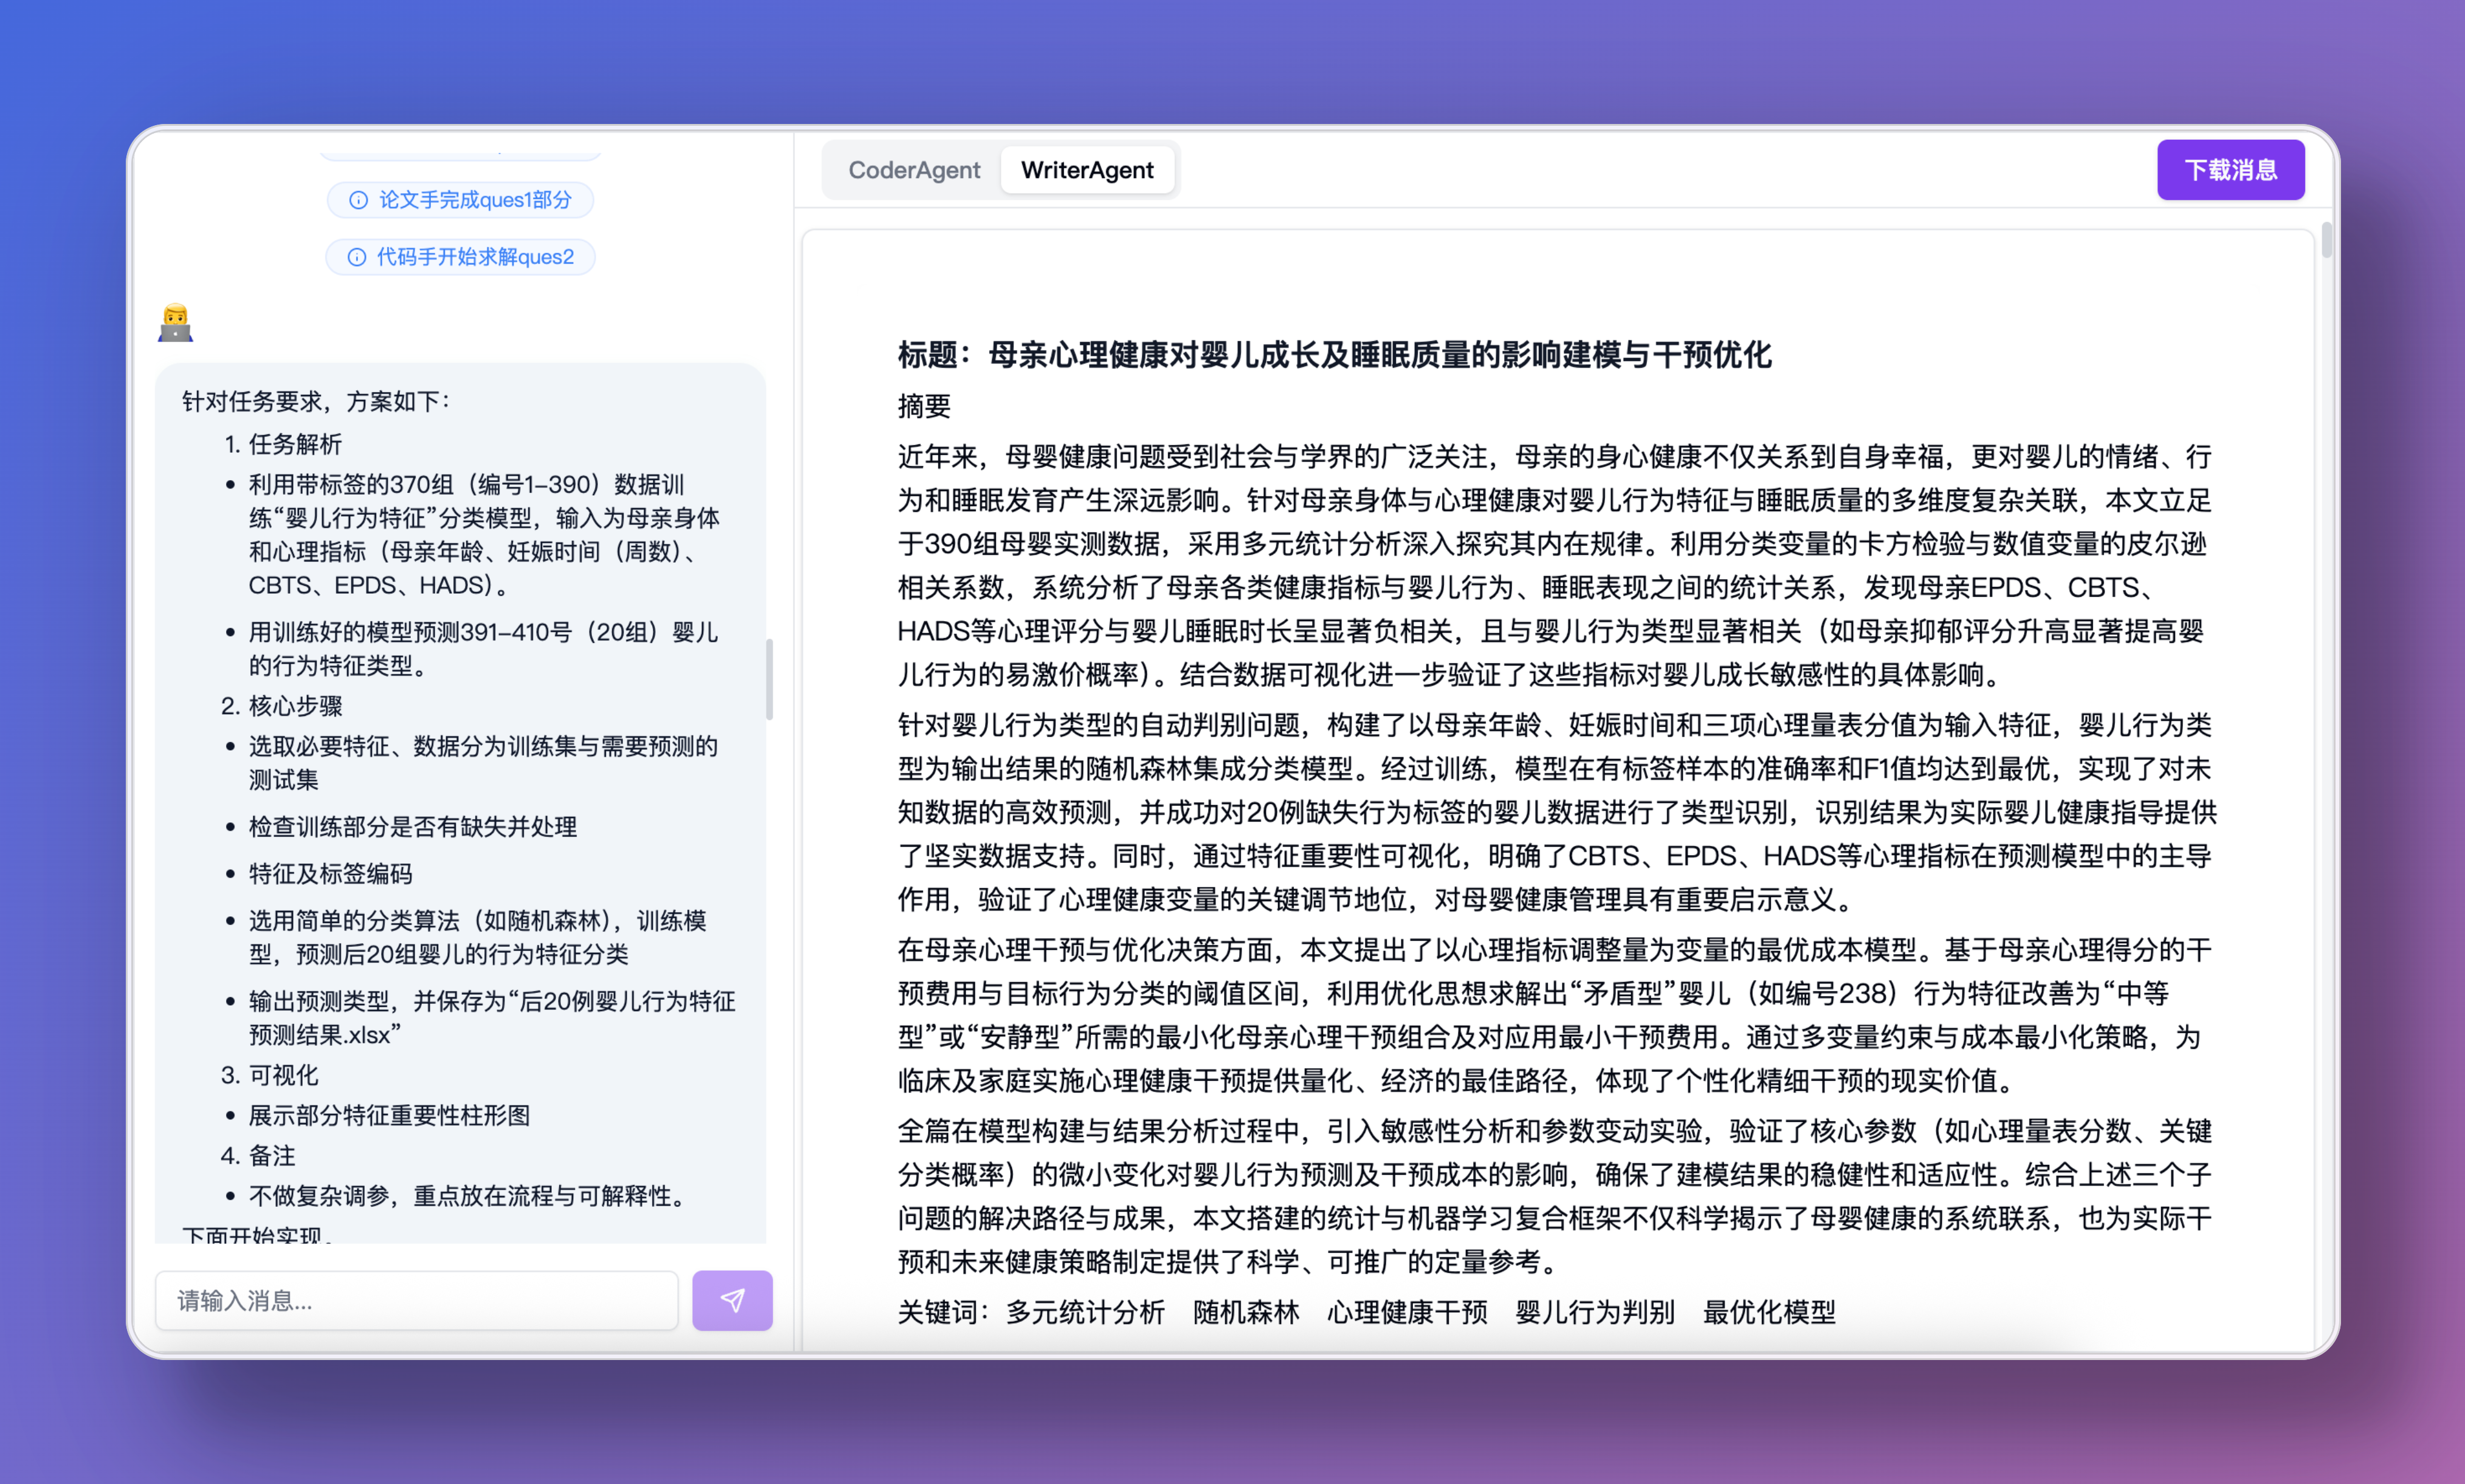 论文手完成ques1部分
代码手开始求解ques2
针对任务要求，方案如下：
1. 任务解析
• 利用带标签的370组（编号1–390）数据训
练“婴儿行为特征”分类模型，输入为母亲身体
和心理指标（母亲年龄、妊娠时间（周数）、
CBTS、EPDS、HADS）。
• 用训练好的模型预测391–410号（20组）婴儿
的行为特征类型。
2. 核心步骤
• 选取必要特征、数据分为训练集与需要预测的
测试集
• 检查训练部分是否有缺失并处理
• 特征及标签编码
• 选用简单的分类算法（如随机森林），训练模
型，预测后20组婴儿的行为特征分类
• 输出预测类型，并保存为“后20例婴儿行为特征
预测结果.xlsx”
3. 可视化
• 展示部分特征重要性柱形图
4. 备注
• 不做复杂调参，重点放在流程与可解释性。
下面开始实现。
请输入消息...
CoderAgent WriterAgent
下载消息
标题：母亲心理健康对婴儿成长及睡眠质量的影响建模与干预优化
摘要
近年来，母婴健康问题受到社会与学界的广泛关注，母亲的身心健康不仅关系到自身幸福，更对婴儿的情绪、行
为和睡眠发育产生深远影响。针对母亲身体与心理健康对婴儿行为特征与睡眠质量的多维度复杂关联，本文立足
于390组母婴实测数据，采用多元统计分析深入探究其内在规律。利用分类变量的卡方检验与数值变量的皮尔逊
相关系数，系统分析了母亲各类健康指标与婴儿行为、睡眠表现之间的统计关系，发现母亲EPDS、CBTS、
HADS等心理评分与婴儿睡眠时长呈显著负相关，且与婴儿行为类型显著相关（如母亲抑郁评分升高显著提高婴
儿行为的易激价概率）。结合数据可视化进一步验证了这些指标对婴儿成长敏感性的具体影响。
针对婴儿行为类型的自动判别问题，构建了以母亲年龄、妊娠时间和三项心理量表分值为输入特征，婴儿行为类
型为输出结果的随机森林集成分类模型。经过训练，模型在有标签样本的准确率和F1值均达到最优，实现了对未
知数据的高效预测，并成功对20例缺失行为标签的婴儿数据进行了类型识别，识别结果为实际婴儿健康指导提供
了坚实数据支持。同时，通过特征重要性可视化，明确了CBTS、EPDS、HADS等心理指标在预测模型中的主导
作用，验证了心理健康变量的关键调节地位，对母婴健康管理具有重要启示意义。
在母亲心理干预与优化决策方面，本文提出了以心理指标调整量为变量的最优成本模型。基于母亲心理得分的干
预费用与目标行为分类的阈值区间，利用优化思想求解出“矛盾型”婴儿（如编号238）行为特征改善为“中等
型”或“安静型”所需的最小化母亲心理干预组合及对应用最小干预费用。通过多变量约束与成本最小化策略，为
临床及家庭实施心理健康干预提供量化、经济的最佳路径，体现了个性化精细干预的现实价值。
全篇在模型构建与结果分析过程中，引入敏感性分析和参数变动实验，验证了核心参数（如心理量表分数、关键
分类概率）的微小变化对婴儿行为预测及干预成本的影响，确保了建模结果的稳健性和适应性。综合上述三个子
问题的解决路径与成果，本文搭建的统计与机器学习复合框架不仅科学揭示了母婴健康的系统联系，也为实际干
预和未来健康策略制定提供了科学、可推广的定量参考。
关键词：多元统计分析　随机森林　心理健康干预　婴儿行为判别　最优化模型